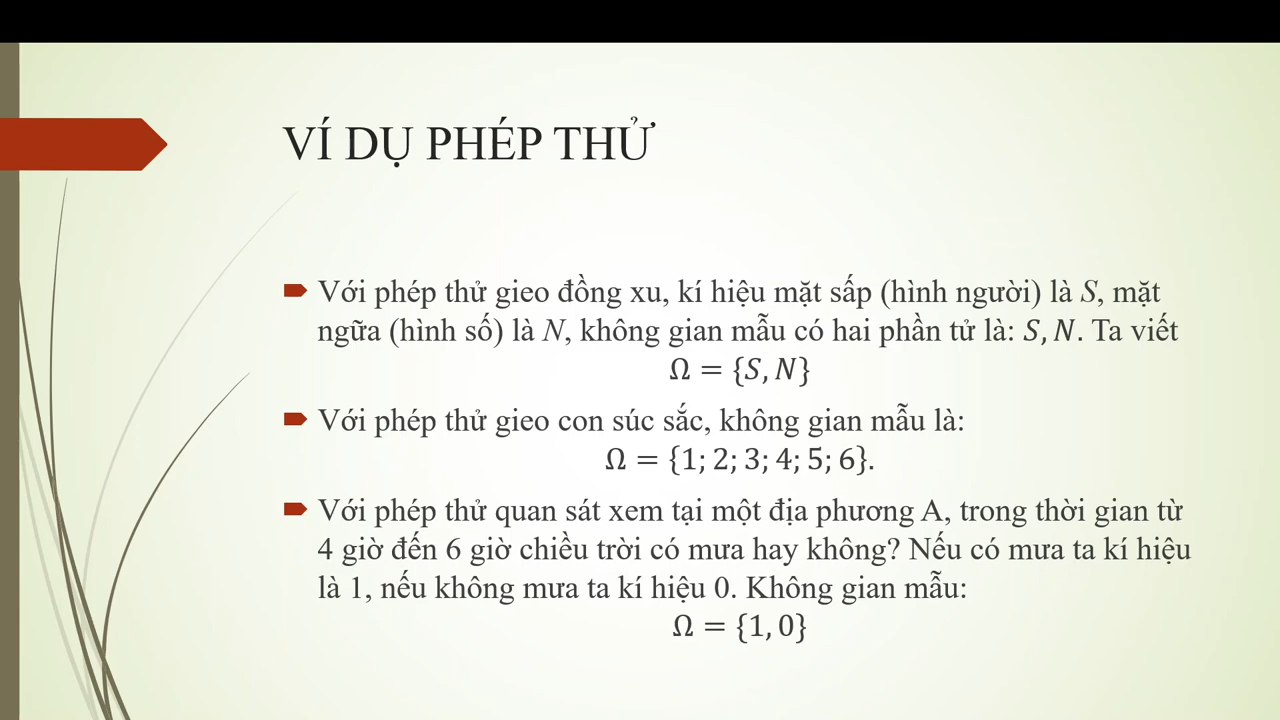 VÍ DỤ PHÉP THỬ
Với phép thử gieo đồng xu, kí hiệu mặt sấp (hình người) là S, mặt
ngữa (hình số) là N, không gian mẫu có hai phần tử là: S, N. Ta viết
Ω = {S, N}
Với phép thử gieo con súc sắc, không gian mẫu là:
Ω = {1; 2; 3; 4; 5; 6}.
Với phép thử quan sát xem tại một địa phương A, trong thời gian từ
4 giờ đến 6 giờ chiều trời có mưa hay không? Nếu có mưa ta kí hiệu
là 1, nếu không mưa ta kí hiệu 0. Không gian mẫu:
Ω = {1, 0}